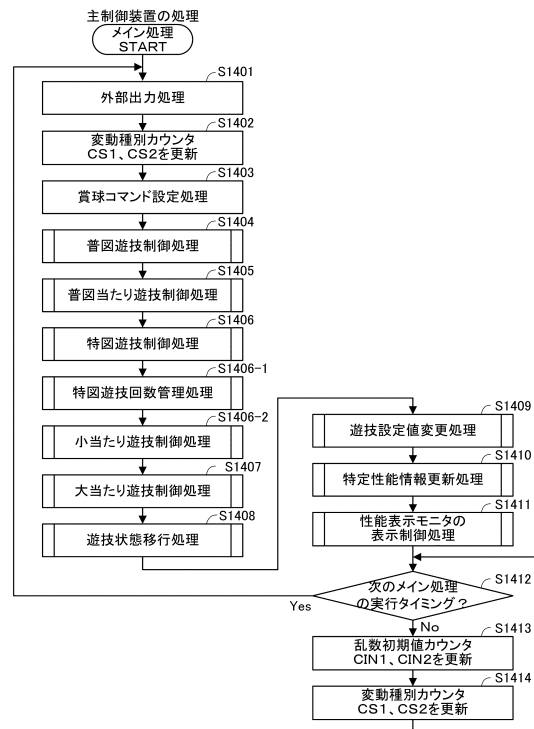 主制御装置の処理
メイン処理
START
S1401
外部出力処理
S1402
変動種別カウンタ
CS1、CS2を更新
S1403
賞球コマンド設定処理
S1404
普図遊技制御処理
S1405
普図当たり遊技制御処理
S1406
特図遊技制御処理
S1406-1
特図遊技回数管理処理
S1406-2
小当たり遊技制御処理
S1407
大当たり遊技制御処理
S1408
遊技状態移行処理
S1409
遊技設定値変更処理
S1410
特定性能情報更新処理
S1411
性能表示モニタの
表示制御処理
S1412
次のメイン処理
の実行タイミング?
Yes
No
S1413
乱数初期値カウンタ
CIN1、CIN2を更新
S1414
変動種別カウンタ
CS1、CS2を更新